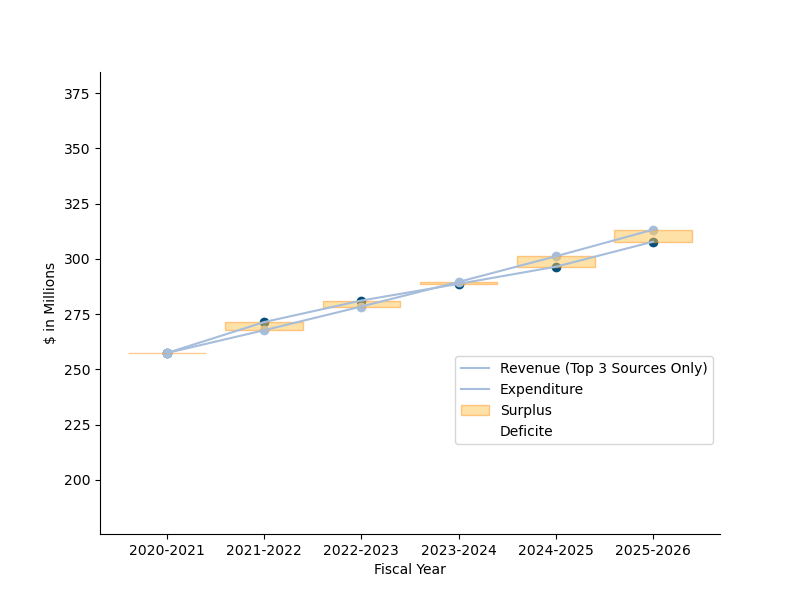 375
350
325
300
275
250
225
200
$ in Millions
Revenue (Top 3 Sources Only)
Expenditure
Surplus
Deficite
2020-2021 2021-2022 2022-2023 2023-2024 2024-2025 2025-2026
Fiscal Year